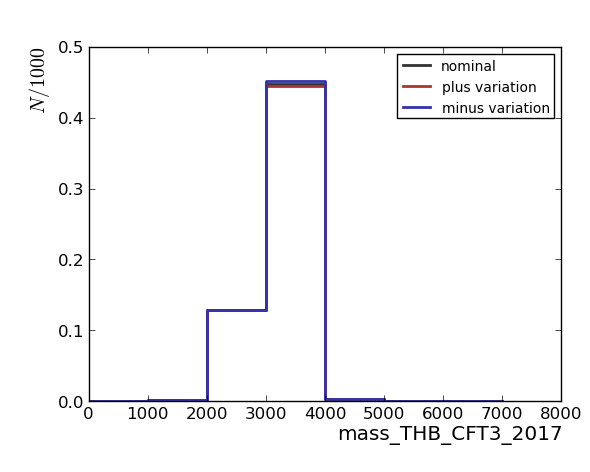 N/1000
0.5
0.4
0.3
0.2
0.1
0.0
nominal
plus variation
minus variation
0 1000 2000 3000 4000 5000 6000 7000 8000
mass_THB_CFT3_2017